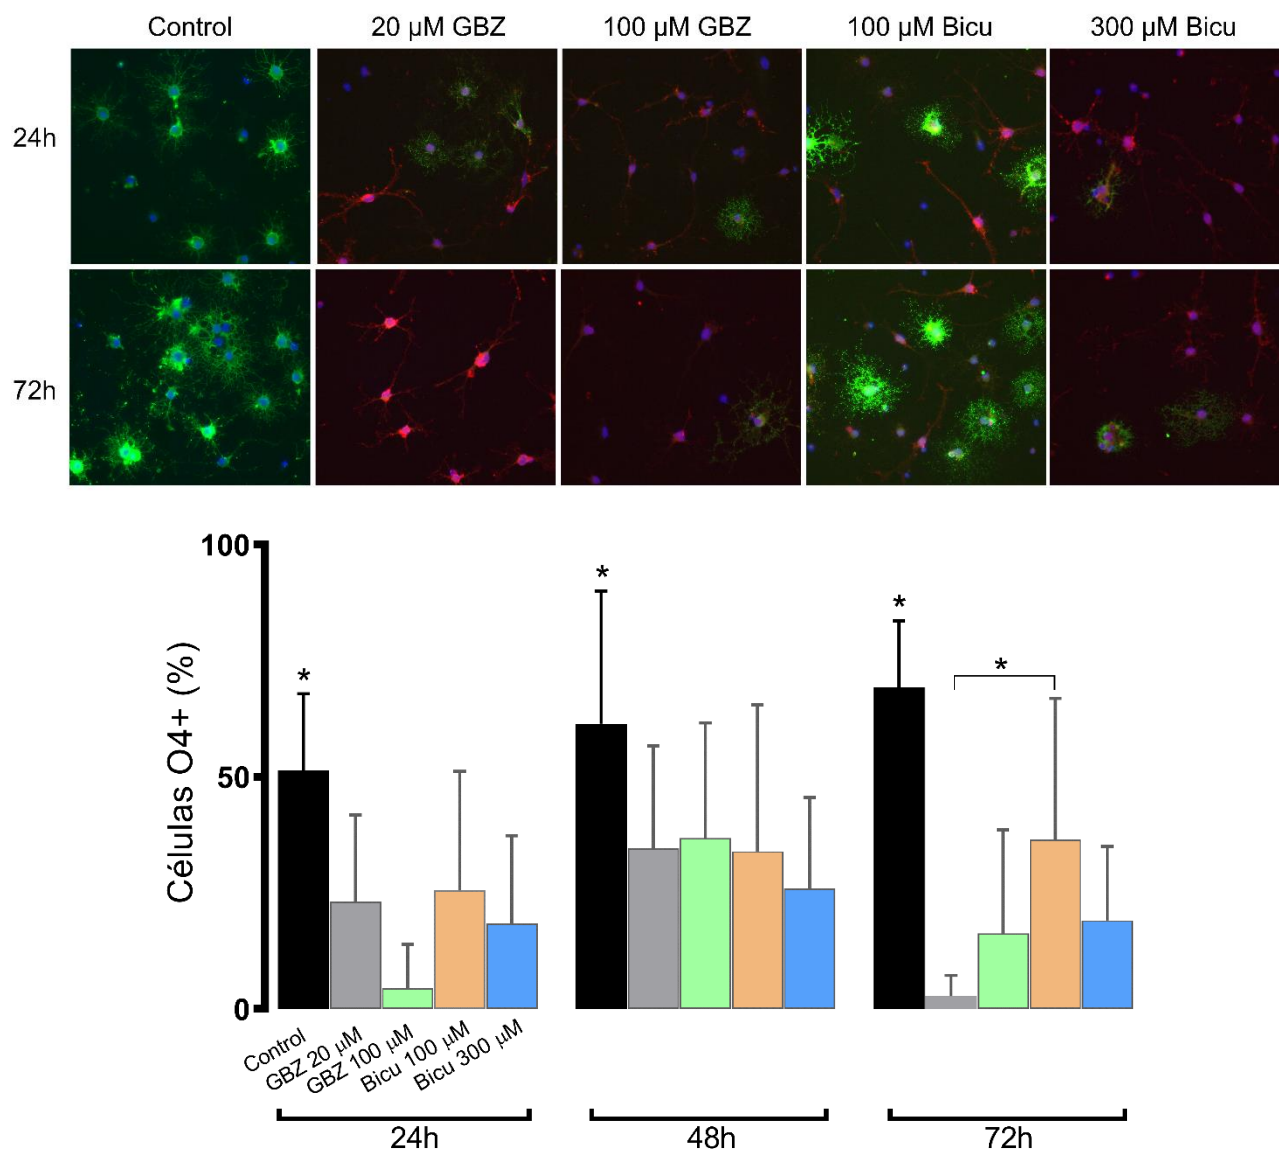 Control 20 µM GBZ 100 µM GBZ 100 µM Bicu 300 µM Bicu
24h
72h
Células O4+ (%)
100
50
0
*
*
*
*
Control
GBZ 20 µM
GBZ 100 µM
Bicu 100 µM
Bicu 300 µM
24h 48h 72h